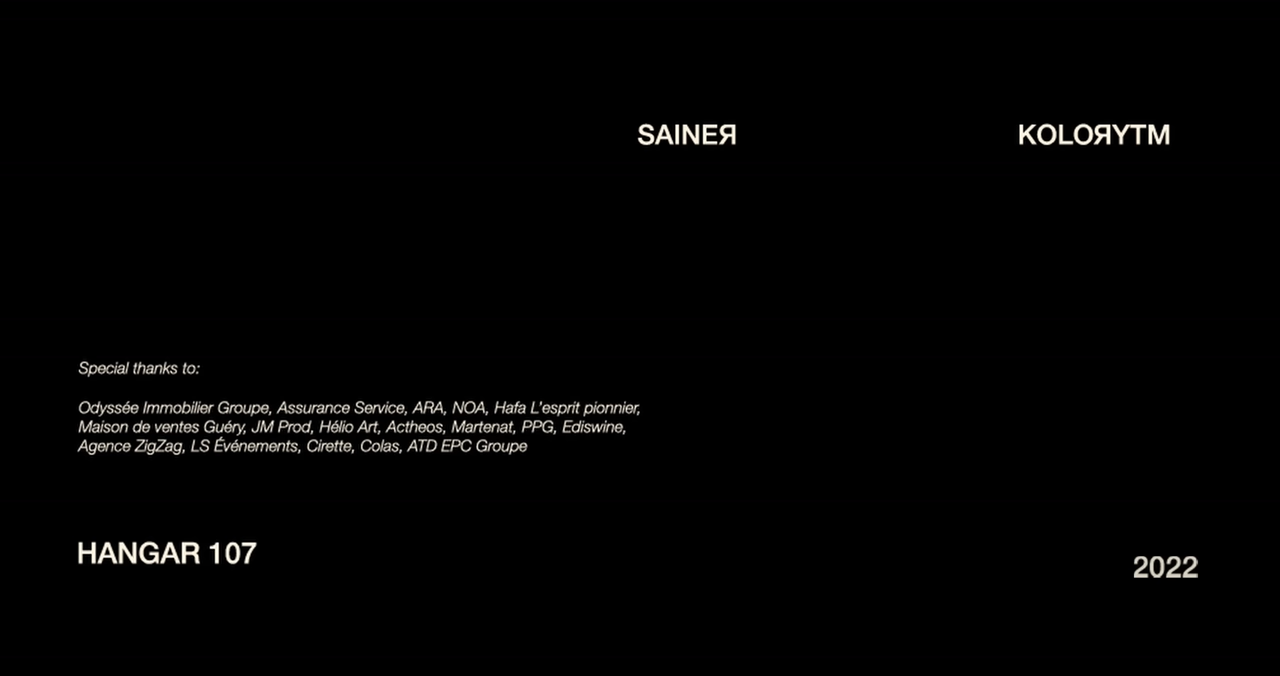 SAINEЯ KOLOЯYTM
Special thanks to:
Odyssée Immobilier Groupe, Assurance Service, ARA, NOA, Hafa L'esprit pionnier,
Maison de ventes Guéry, JM Prod, Hélio Art, Actheos, Martenat, PPG, Ediswine,
Agence ZigZag, LS Événements, Cirette, Colas, ATD EPC Groupe
HANGAR 107
2022